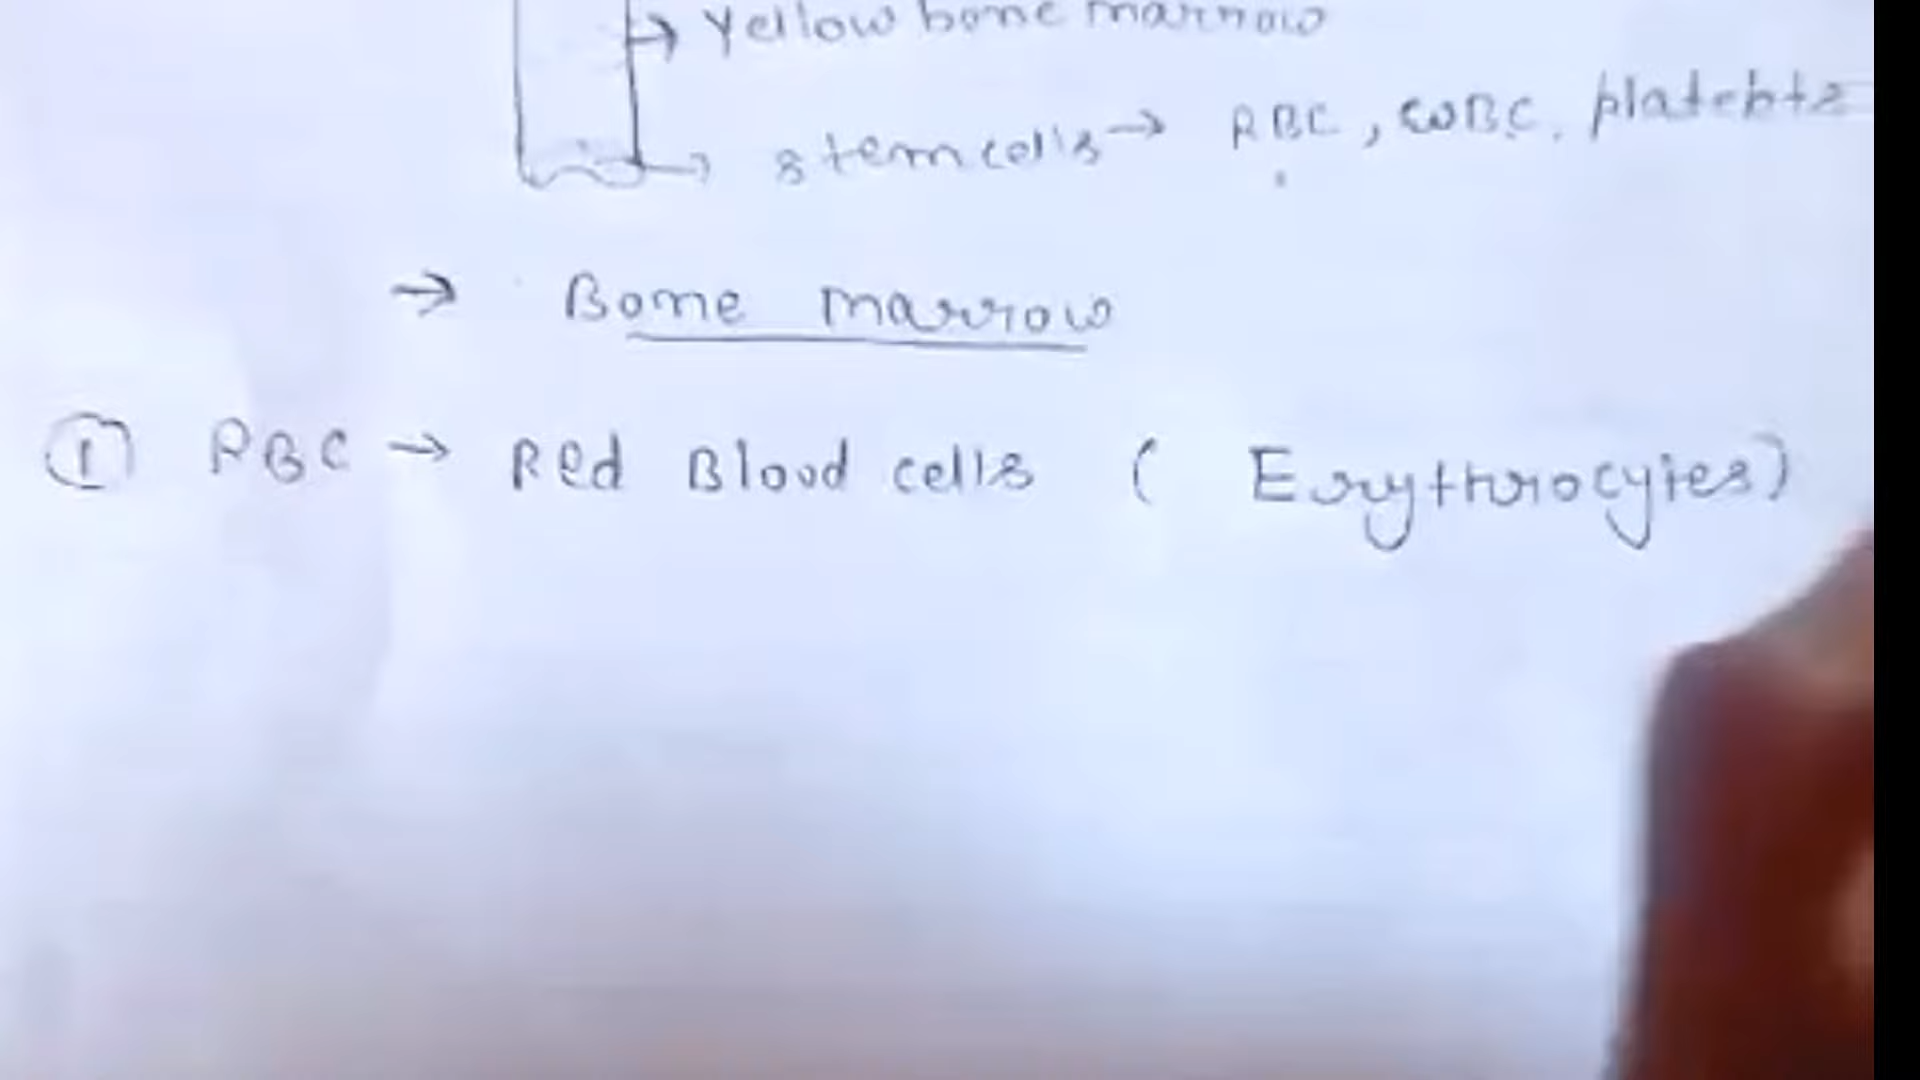 → Yellow bone marrow
→ stem cells → RBC, WBC, platelets
→ Bone marrow
① RBC → Red Blood cells ( Erythrocytes)